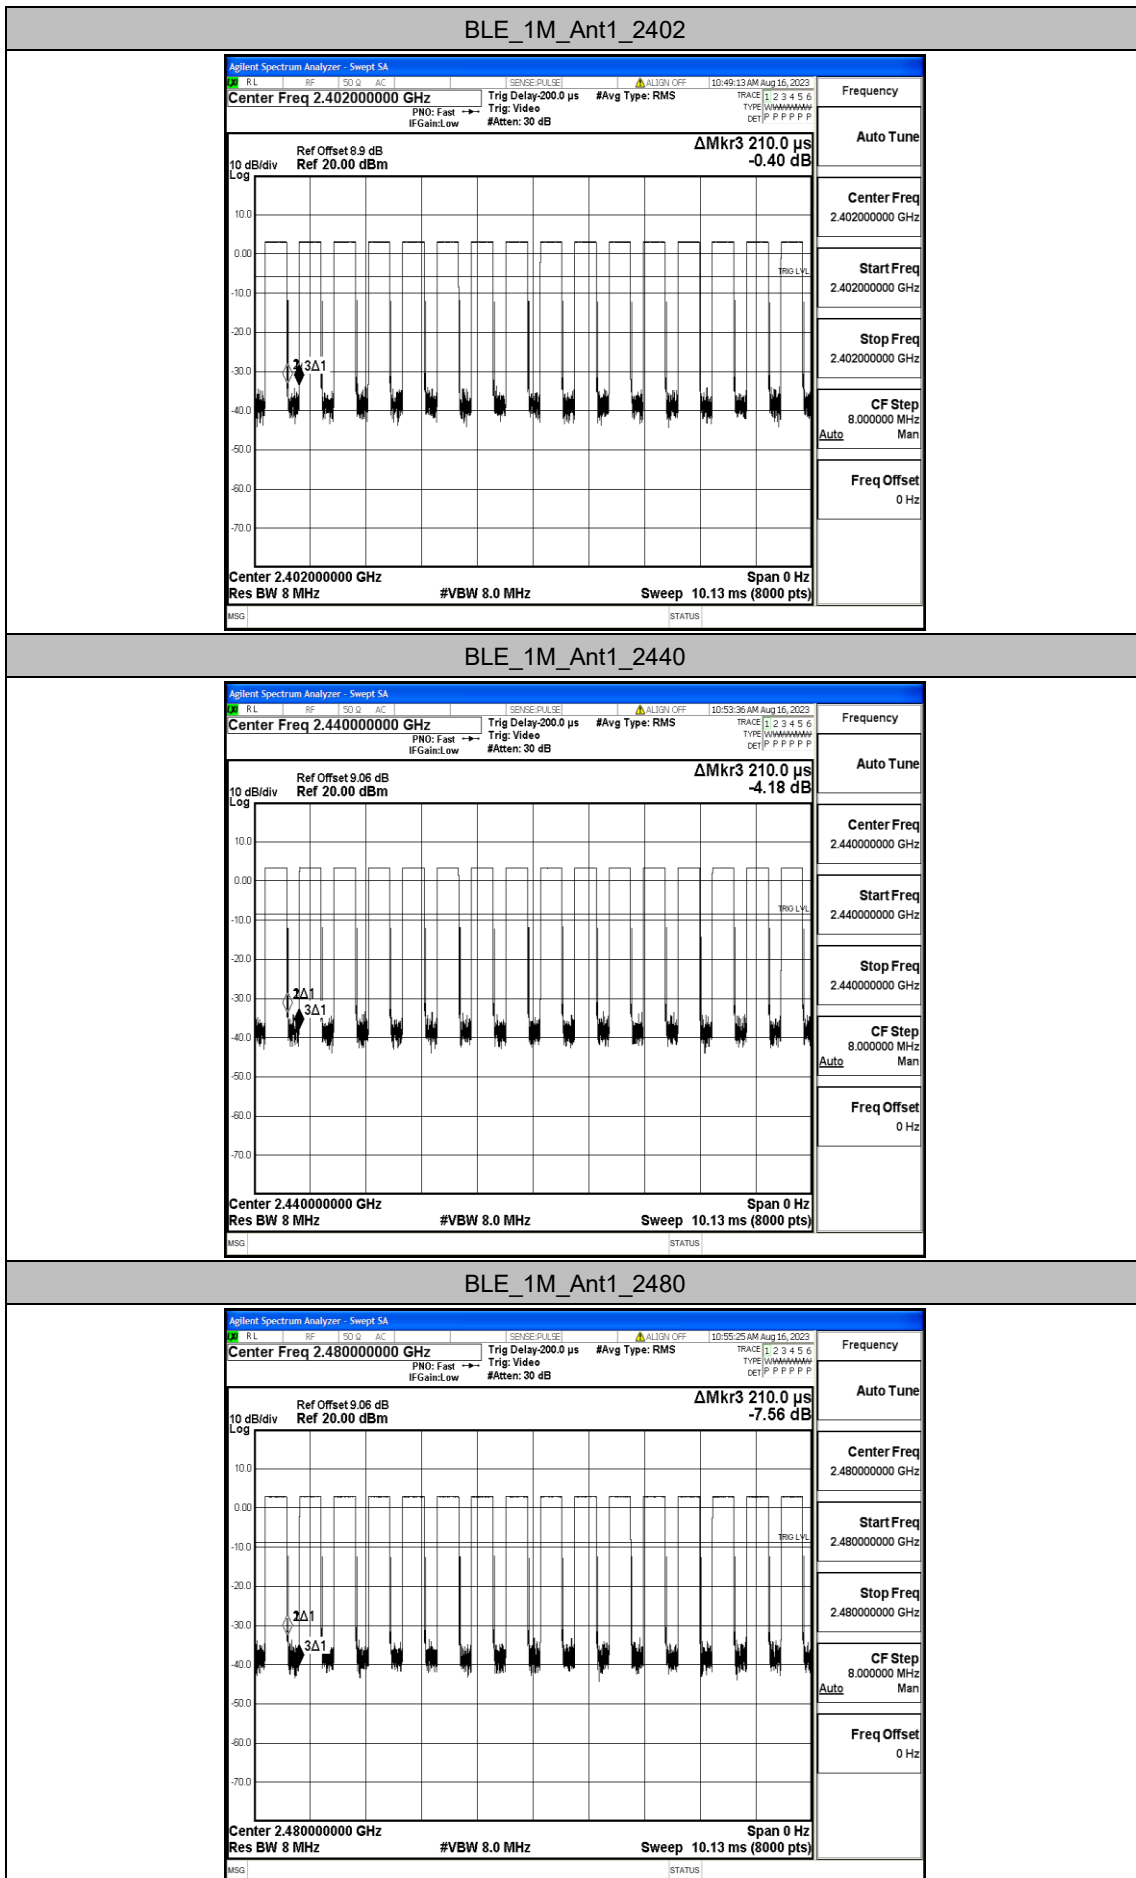 BLE_1M_Ant1_2402
Agilent Spectrum Analyzer - Swept SA
RL RF 50 Ω AC SENSE:PULSE ALIGN OFF 10:49:13 AM Aug 16, 2023
Center Freq 2.402000000 GHz
PNO: Fast
IFGain:Low
Trig Delay-200.0 µs
Trig: Video
#Atten: 30 dB
#Avg Type: RMS
TRACE 1 2 3 4 5 6
TYPE
DET P P P P P P
ΔMkr3 210.0 µs
-0.40 dB
Ref Offset 8.9 dB
10 dB/div Ref 20.00 dBm
Log
10.0
0.00
TRIG LVL
-10.0
-20.0
-30.0
3Δ1
-40.0
-50.0
-60.0
-70.0
Center 2.402000000 GHz Span 0 Hz
Res BW 8 MHz #VBW 8.0 MHz Sweep 10.13 ms (8000 pts)
MSG STATUS
Frequency
Auto Tune
Center Freq
2.402000000 GHz
Start Freq
2.402000000 GHz
Stop Freq
2.402000000 GHz
CF Step
8.000000 MHz
Auto Man
Freq Offset
0 Hz
BLE_1M_Ant1_2440
Agilent Spectrum Analyzer - Swept SA
RL RF 50 Ω AC SENSE:PULSE ALIGN OFF 10:53:36 AM Aug 16, 2023
Center Freq 2.440000000 GHz
PNO: Fast
IFGain:Low
Trig Delay-200.0 µs
Trig: Video
#Atten: 30 dB
#Avg Type: RMS
TRACE 1 2 3 4 5 6
TYPE
DET P P P P P P
ΔMkr3 210.0 µs
-4.18 dB
Ref Offset 9.06 dB
10 dB/div Ref 20.00 dBm
Log
10.0
0.00
TRIG LVL
-10.0
-20.0
-30.0
2Δ1
3Δ1
-40.0
-50.0
-60.0
-70.0
Center 2.440000000 GHz Span 0 Hz
Res BW 8 MHz #VBW 8.0 MHz Sweep 10.13 ms (8000 pts)
MSG STATUS
Frequency
Auto Tune
Center Freq
2.440000000 GHz
Start Freq
2.440000000 GHz
Stop Freq
2.440000000 GHz
CF Step
8.000000 MHz
Auto Man
Freq Offset
0 Hz
BLE_1M_Ant1_2480
Agilent Spectrum Analyzer - Swept SA
RL RF 50 Ω AC SENSE:PULSE ALIGN OFF 10:55:25 AM Aug 16, 2023
Center Freq 2.480000000 GHz
PNO: Fast
IFGain:Low
Trig Delay-200.0 µs
Trig: Video
#Atten: 30 dB
#Avg Type: RMS
TRACE 1 2 3 4 5 6
TYPE
DET P P P P P P
ΔMkr3 210.0 µs
-7.56 dB
Ref Offset 9.06 dB
10 dB/div Ref 20.00 dBm
Log
10.0
0.00
TRIG LVL
-10.0
-20.0
-30.0
2Δ1
3Δ1
-40.0
-50.0
-60.0
-70.0
Center 2.480000000 GHz Span 0 Hz
Res BW 8 MHz #VBW 8.0 MHz Sweep 10.13 ms (8000 pts)
MSG STATUS
Frequency
Auto Tune
Center Freq
2.480000000 GHz
Start Freq
2.480000000 GHz
Stop Freq
2.480000000 GHz
CF Step
8.000000 MHz
Auto Man
Freq Offset
0 Hz